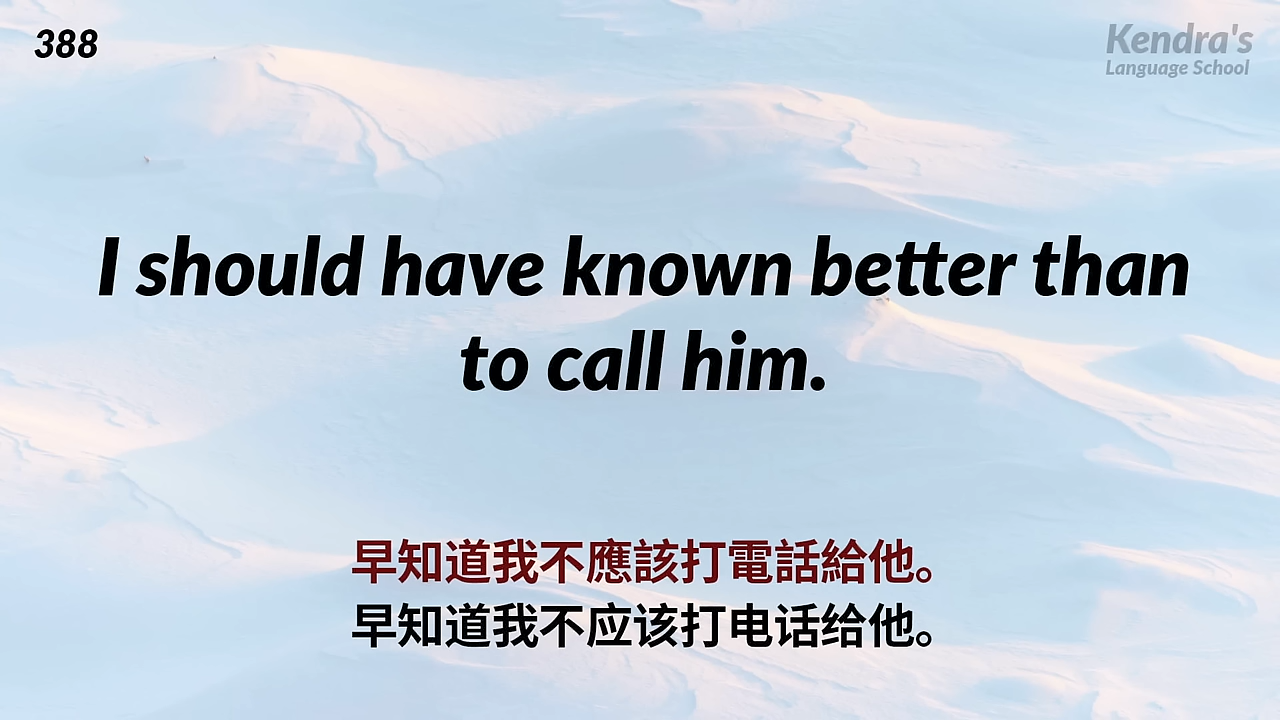 388
Kendra's
Language School
I should have known better than
to call him.
早知道我不應該打電話給他。
早知道我不应该打电话给他。